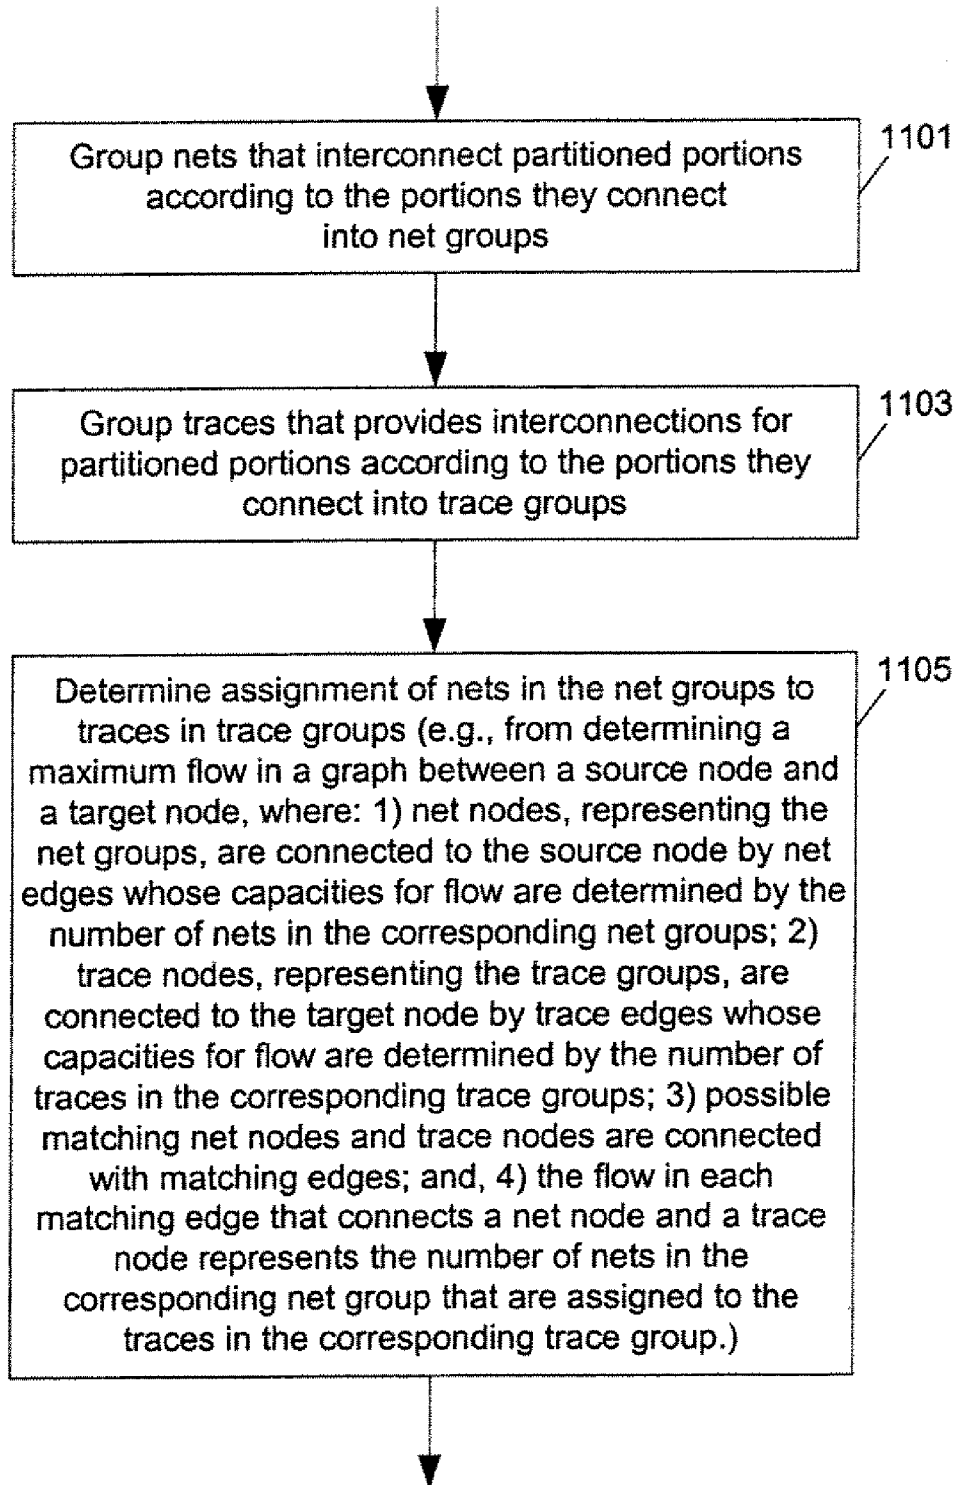 Group nets that interconnect partitioned portions
according to the portions they connect
into net groups
1101
Group traces that provides interconnections for
partitioned portions according to the portions they
connect into trace groups
1103
Determine assignment of nets in the net groups to
traces in trace groups (e.g., from determining a
maximum flow in a graph between a source node and
a target node, where: 1) net nodes, representing the
net groups, are connected to the source node by net
edges whose capacities for flow are determined by the
number of nets in the corresponding net groups; 2)
trace nodes, representing the trace groups, are
connected to the target node by trace edges whose
capacities for flow are determined by the number of
traces in the corresponding trace groups; 3) possible
matching net nodes and trace nodes are connected
with matching edges; and, 4) the flow in each
matching edge that connects a net node and a trace
node represents the number of nets in the
corresponding net group that are assigned to the
traces in the corresponding trace group.)
1105